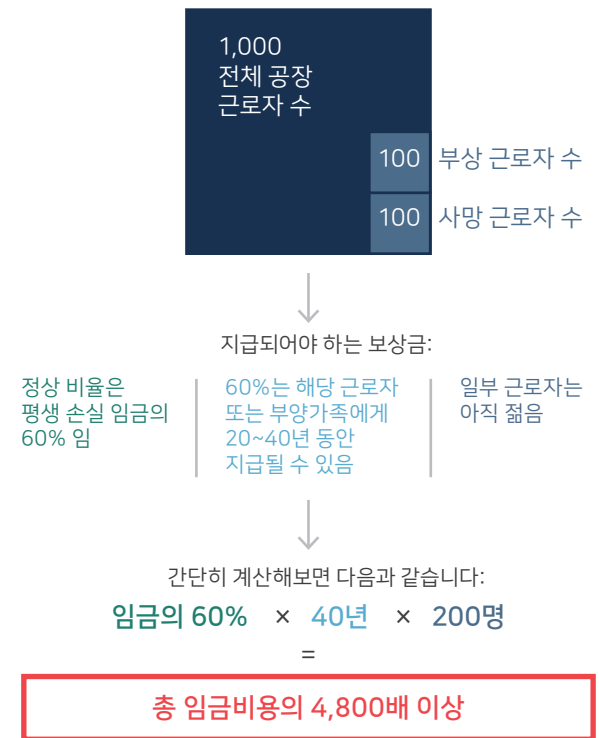 1,000
전체 공장
근로자 수
100 부상 근로자 수
100 사망 근로자 수
지급되어야 하는 보상금:
정상 비율은
평생 손실 임금의
60% 임
60%는 해당 근로자
또는 부양가족에게
20~40년 동안
지급될 수 있음
일부 근로자는
아직 젊음
간단히 계산해보면 다음과 같습니다:
임금의 60% × 40년 × 200명
=
총 임금비용의 4,800배 이상